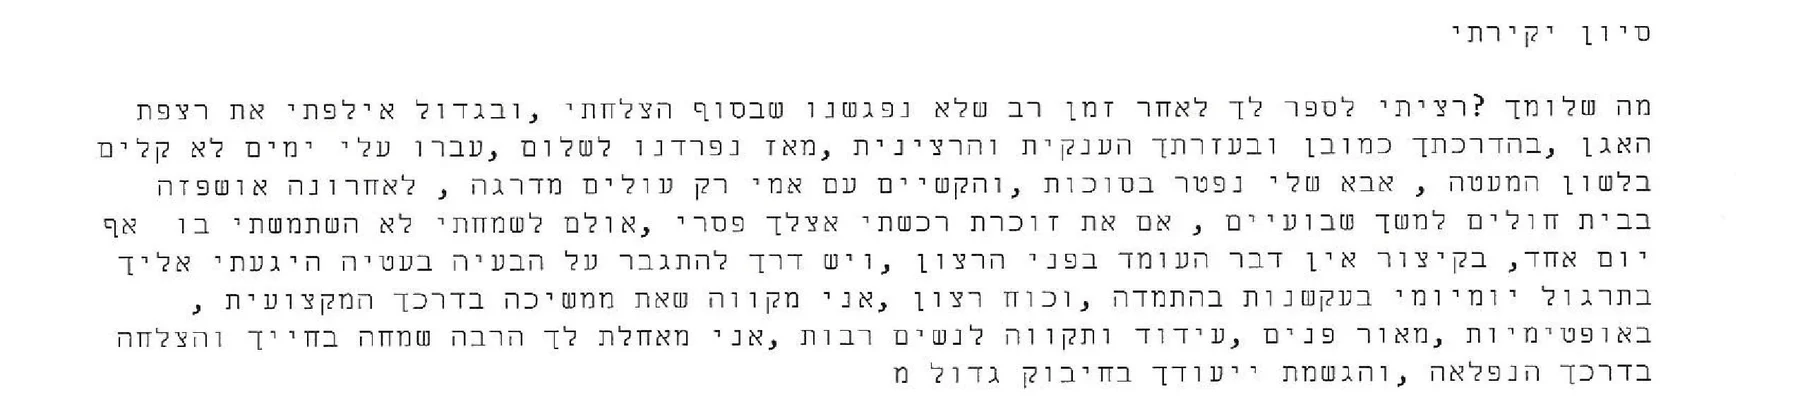 סיוון יקירתי
מה שלומך ?רציתי לספר לך לאחר זמן רב שלא נפגשנו שבסוף הצלחתי ,ובגדול אילפתי את רצפת
האגן ,בהדרכתך כמובן ובעזרתך הענקית והרצינית ,מאז נפרדנו לשלום ,עברו עלי ימים לא קלים
בלשון המעטה , אבא שלי נפטר בסוכות ,והקשיים עם אמי רק עולים מדרגה , לאחרונה אושפזה
בבית חולים למשך שבועיים , אם את זוכרת רכשתי אצלך פסרי ,אולם לשמחתי לא השתמשתי בו אף
יום אחד, בקיצור אין דבר העומד בפני הרצון ,ויש דרך להתגבר על הבעיה בעטיה היגעתי אליך
בתרגול יומיומי בעקשנות בהתמדה ,וכוח רצון ,אני מקווה שאת ממשיכה בדרכך המקצועית ,
באופטימיות ,מאור פנים ,עידוד ותקווה לנשים רבות ,אני מאחלת לך הרבה שמחה בחייך והצלחה
בדרכך הנפלאה ,והגשמת ייעודך בחיבוק גדול מ